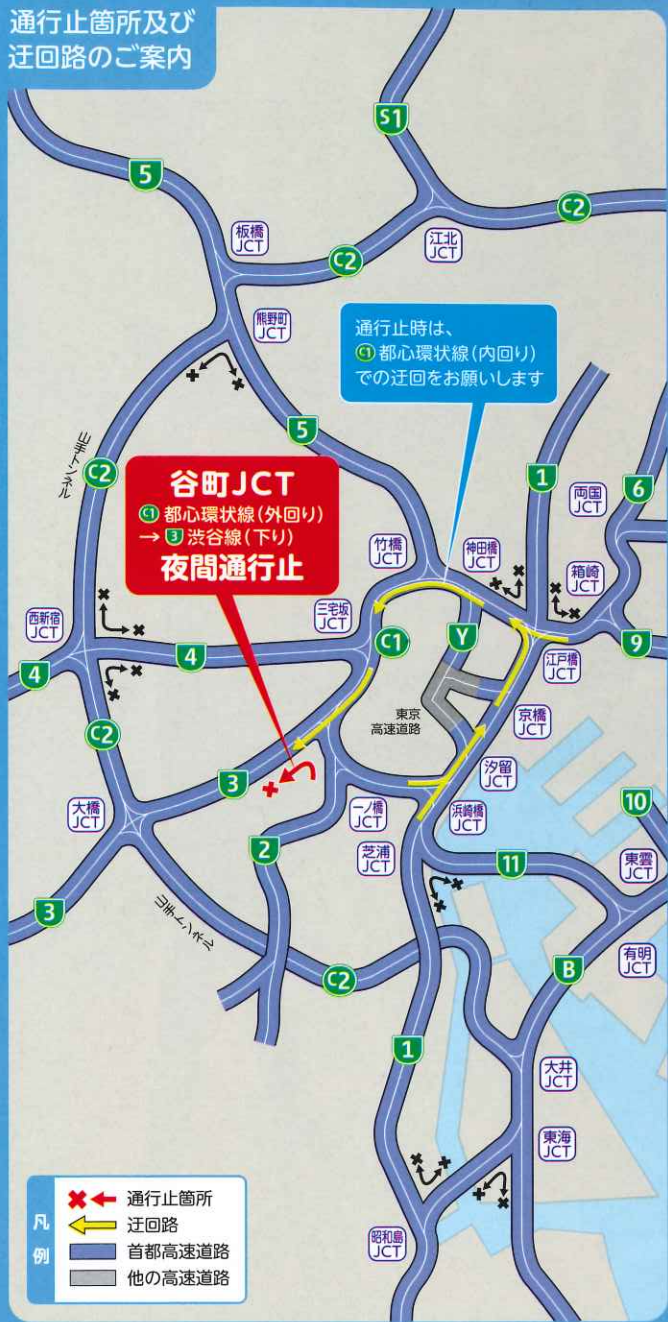 通行止箇所及び
迂回路のご案内
S1
5
C2
板橋
JCT
江北
JCT
C2
熊野町
JCT
通行止時は、
C1 都心環状線(内回り)
での迂回をお願いします
5
山手トンネル
C2
谷町JCT
C1 都心環状線(外回り)
→ 3 渋谷線(下り)
夜間通行止
1
両国
JCT
6
竹橋
JCT
神田橋
JCT
箱崎
JCT
西新宿
JCT
三宅坂
JCT
C1
Y
4
4
9
江戸橋
JCT
東京
高速道路
京橋
JCT
C2
汐留
JCT
3
大橋
JCT
一ノ橋
JCT
浜崎橋
JCT
10
2
芝浦
JCT
11
東雲
JCT
3
山手トンネル
有明
JCT
C2
B
1
大井
JCT
東海
JCT
昭和島
JCT
凡例
通行止箇所
迂回路
首都高速道路
他の高速道路